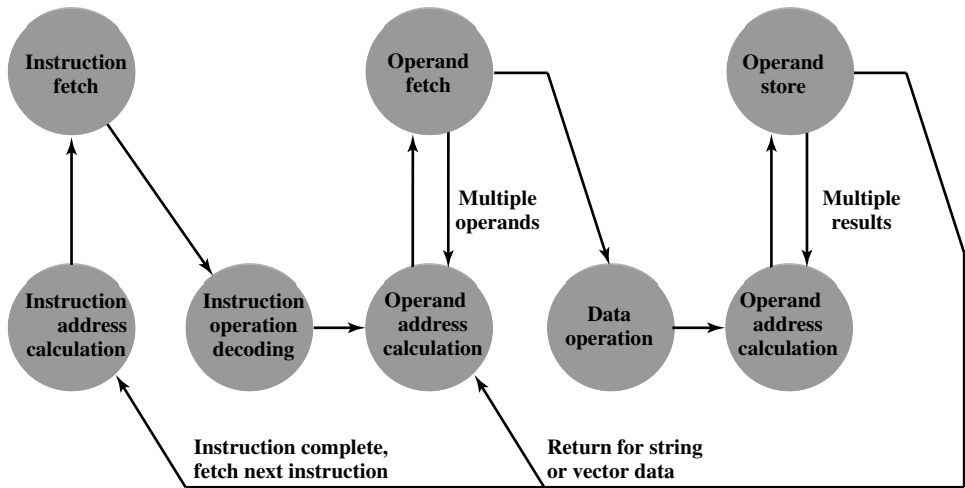 Instruction
fetch
Operand
fetch
Operand
store
Multiple
operands
Multiple
results
Instruction
address
calculation
Instruction
operation
decoding
Operand
address
calculation
Data
operation
Operand
address
calculation
Instruction complete,
fetch next instruction
Return for string
or vector data